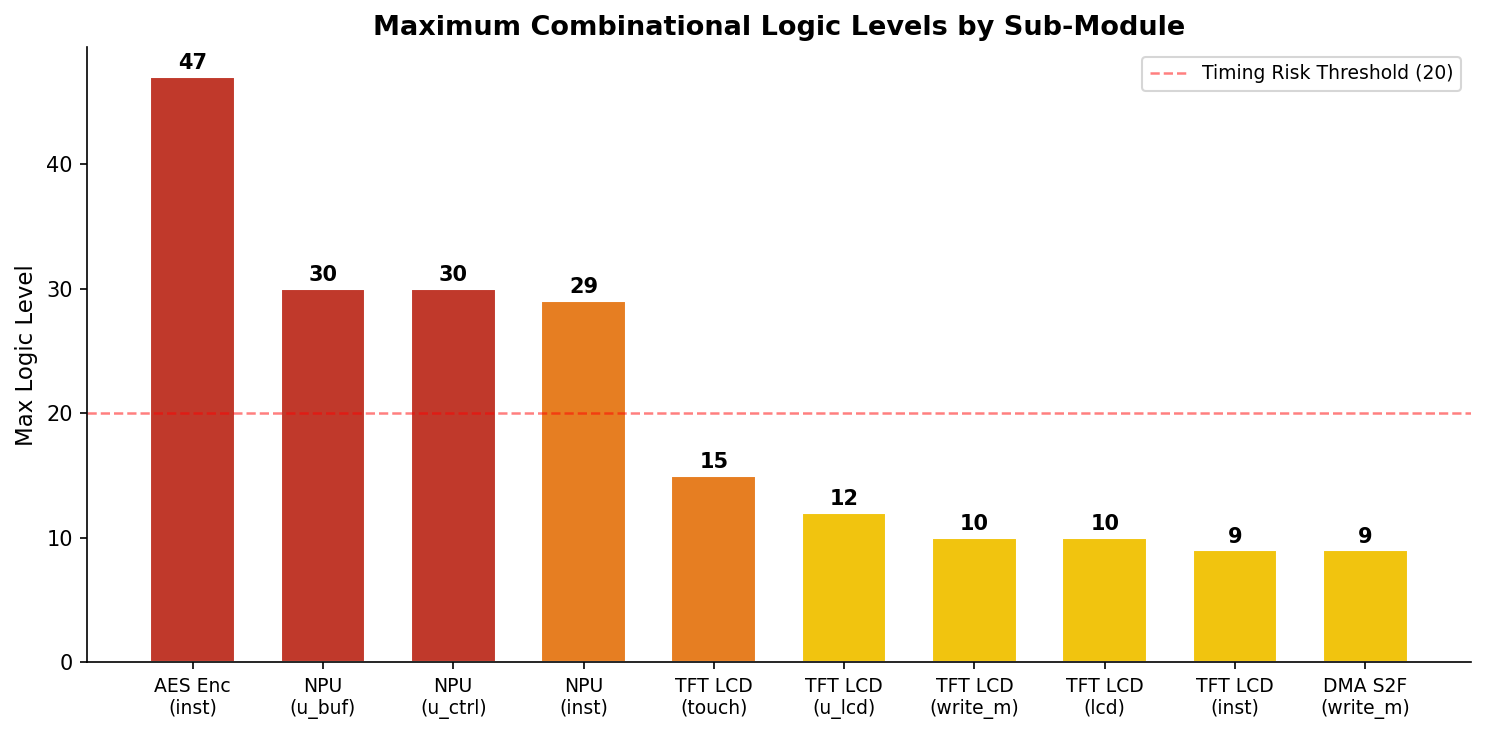 Maximum Combinational Logic Levels by Sub-Module
Timing Risk Threshold (20)
Max Logic Level
40
30
20
10
0
47
30
30
29
15
12
10
10
9
9
AES Enc
(inst)
NPU
(u_buf)
NPU
(u_ctrl)
NPU
(inst)
TFT LCD
(touch)
TFT LCD
(u_lcd)
TFT LCD
(write_m)
TFT LCD
(lcd)
TFT LCD
(inst)
DMA S2F
(write_m)